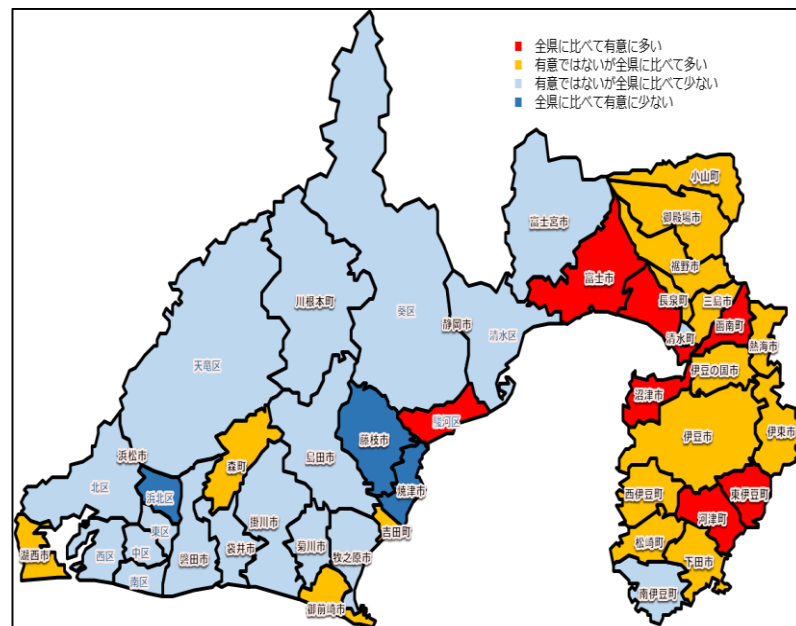 全県に比べて有意に多い
有意ではないが全県に比べて多い
有意ではないが全県に比べて少ない
全県に比べて有意に少ない
小山町
御殿場市
富士宮市
裾野市
富士市
長泉町
三島市
川根本町
葵区
静岡市
清水区
清水町
函南町
熱海市
天竜区
伊豆の国市
沼津市
駿河区
伊豆市
伊東市
藤枝市
島田市
浜松市
森町
北区
浜北区
焼津市
西伊豆町
東伊豆町
河津町
掛川市
吉田町
東区
湖西市
西区
中区
磐田市
袋井市
菊川市
牧之原市
松崎町
下田市
南区
南伊豆町
御前崎市